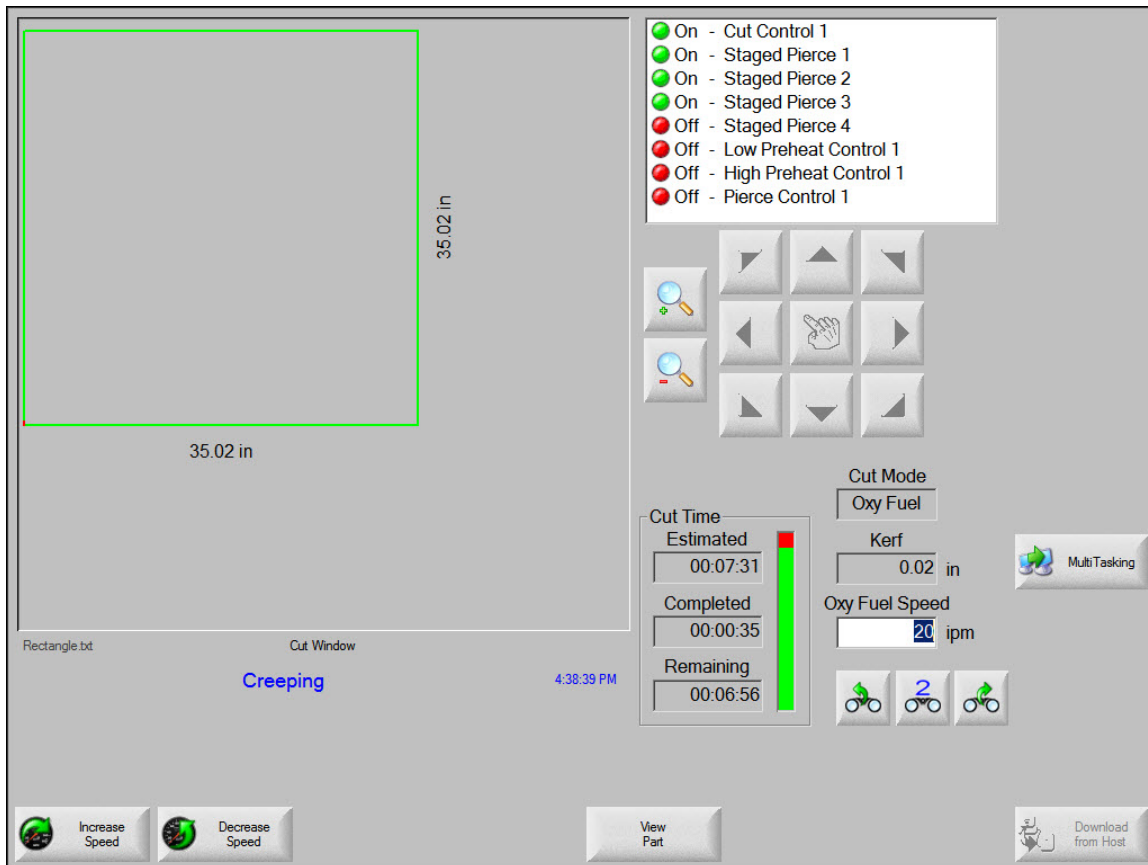 On - Cut Control 1
On - Staged Pierce 1
On - Staged Pierce 2
On - Staged Pierce 3
Off - Staged Pierce 4
Off - Low Preheat Control 1
Off - High Preheat Control 1
Off - Pierce Control 1
35.02 in
35.02 in
Rectangle.txt
Cut Window
Creeping
4:38:39 PM
Cut Time
Estimated
00:07:31
Completed
00:00:35
Remaining
00:06:56
Cut Mode
Oxy Fuel
Kerf
0.02 in
Oxy Fuel Speed
20 ipm
2
MultiTasking
Increase
Speed
Decrease
Speed
View
Part
Download
from Host